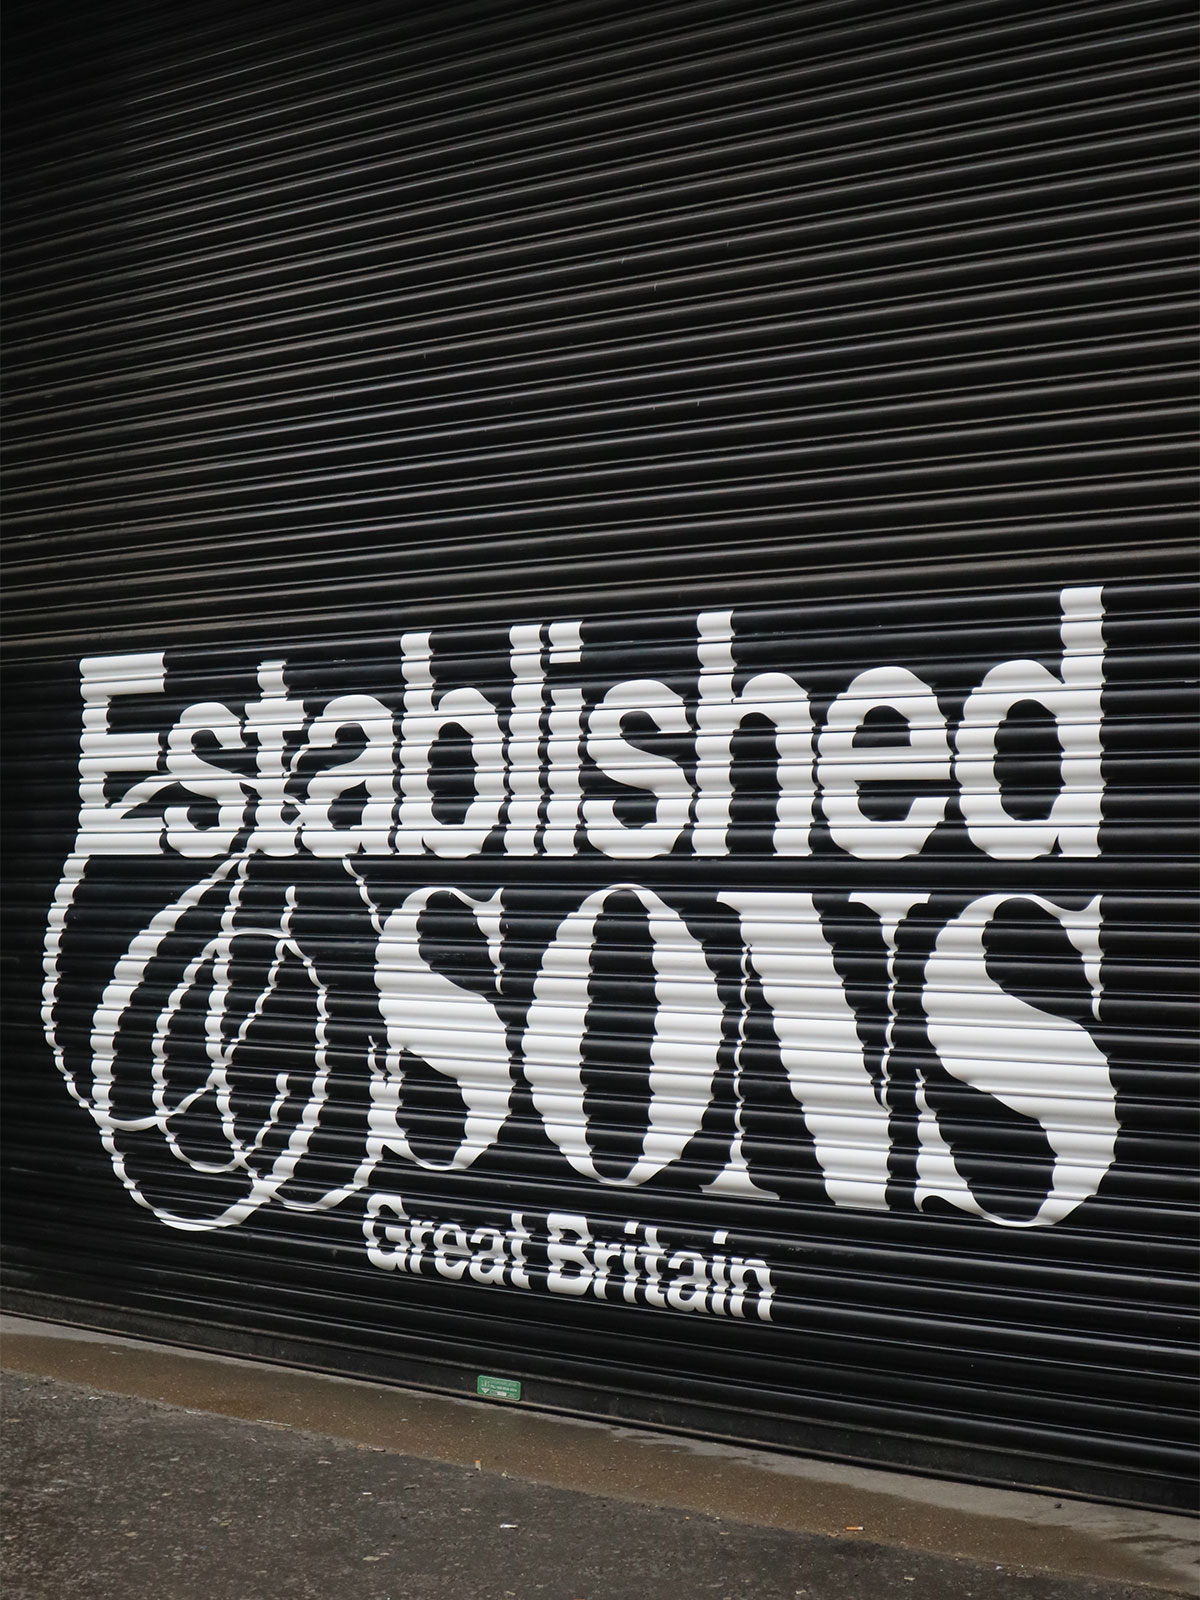 Established
& SONS
Great Britain